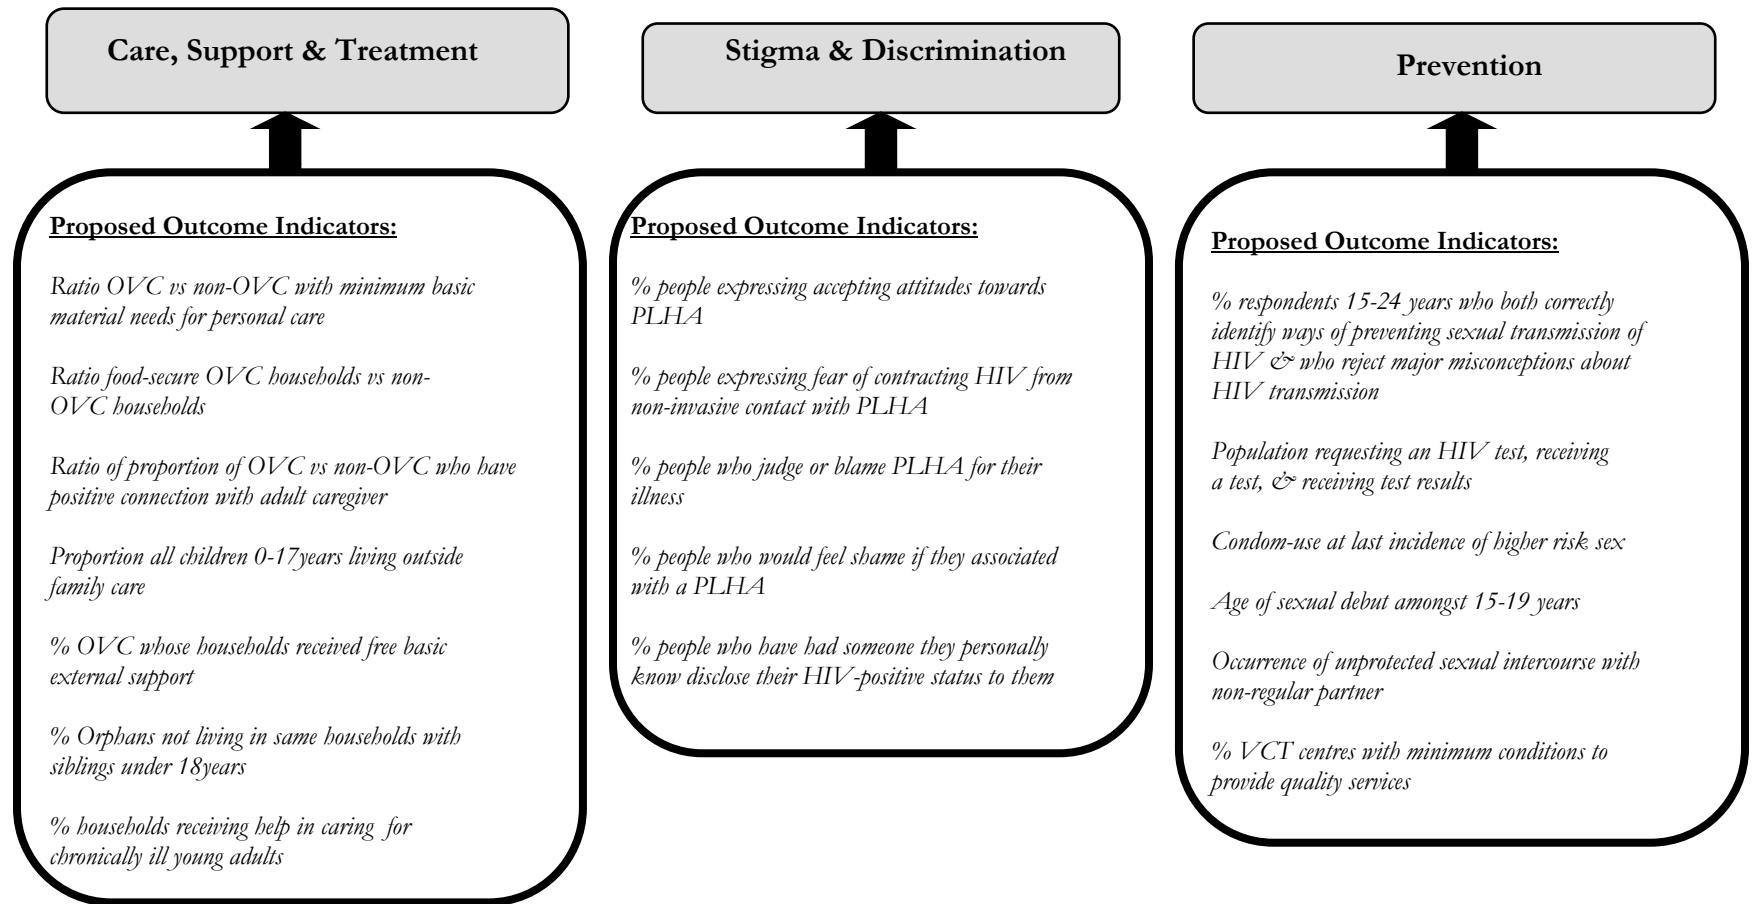 Care, Support & Treatment
Proposed Outcome Indicators:
Ratio OVC vs non-OVC with minimum basic
material needs for personal care
Ratio food-secure OVC households vs non-
OVC households
Ratio of proportion of OVC vs non-OVC who have
positive connection with adult caregiver
Proportion all children 0-17years living outside
family care
% OVC whose households received free basic
external support
% Orphans not living in same households with
siblings under 18years
% households receiving help in caring for
chronically ill young adults
Stigma & Discrimination
Proposed Outcome Indicators:
% people expressing accepting attitudes towards
PLHA
% people expressing fear of contracting HIV from
non-invasive contact with PLHA
% people who judge or blame PLHA for their
illness
% people who would feel shame if they associated
with a PLHA
% people who have had someone they personally
know disclose their HIV-positive status to them
Prevention
Proposed Outcome Indicators:
% respondents 15-24 years who both correctly
identify ways of preventing sexual transmission of
HIV & who reject major misconceptions about
HIV transmission
Population requesting an HIV test, receiving
a test, & receiving test results
Condom-use at last incidence of higher risk sex
Age of sexual debut amongst 15-19 years
Occurrence of unprotected sexual intercourse with
non-regular partner
% VCT centres with minimum conditions to
provide quality services